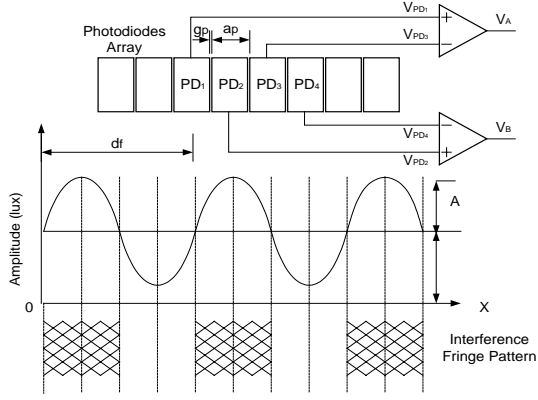 Photodiodes
Array
gp
ap
VPD1
VPD3
VA
PD1
PD2
PD3
PD4
VPD4
VPD2
VB
df
A
Amplitude (lux)
0
X
Interference
Fringe Pattern